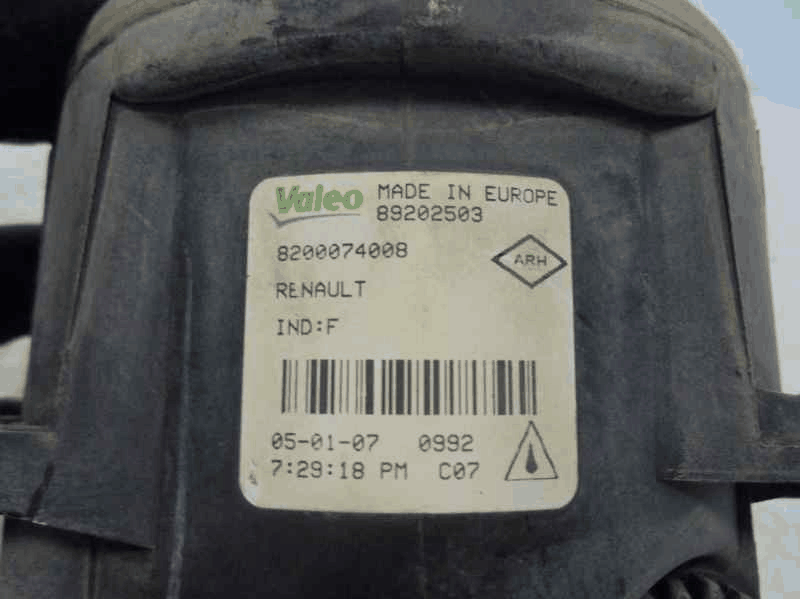 Valeo MADE IN EUROPE
89202503
8200074008
ARH
RENAULT
IND:F
05-01-07 0992
7:29:18 PM C07